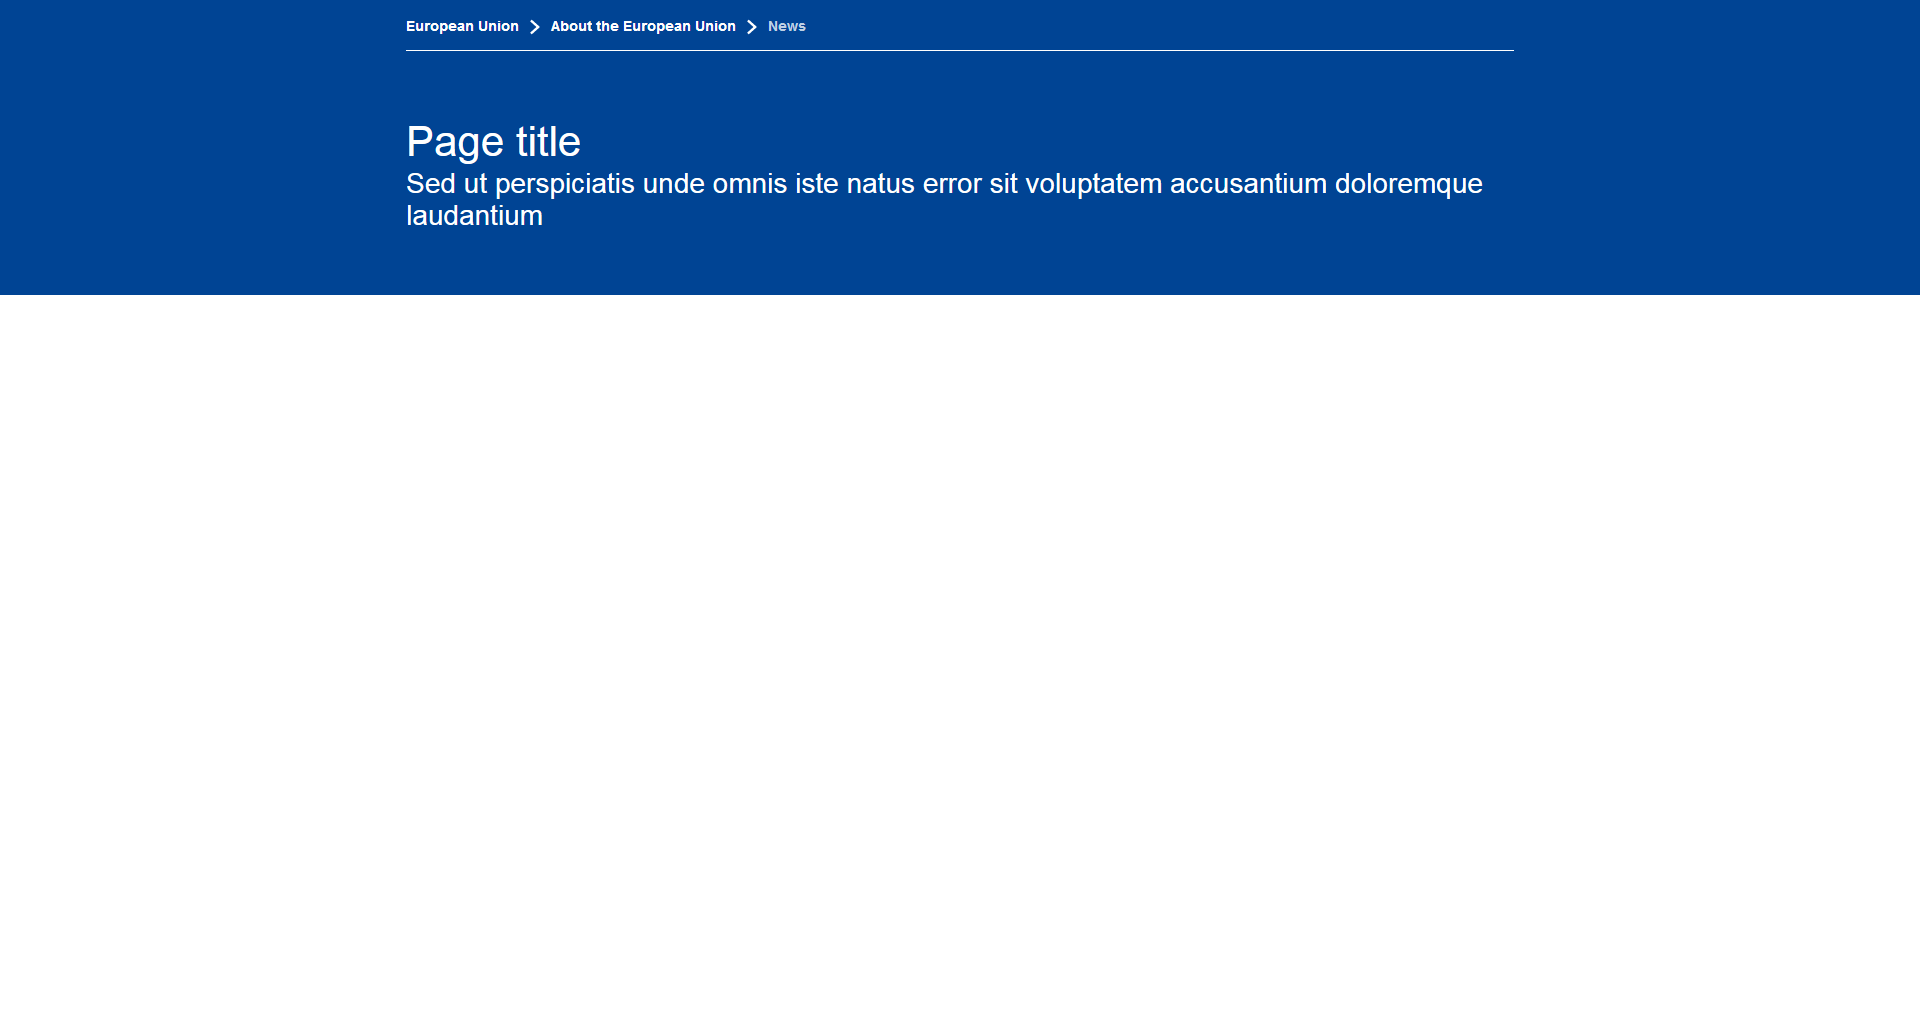 European Union About the European Union News
Page title
Sed ut perspiciatis unde omnis iste natus error sit voluptatem accusantium doloremque
laudantium